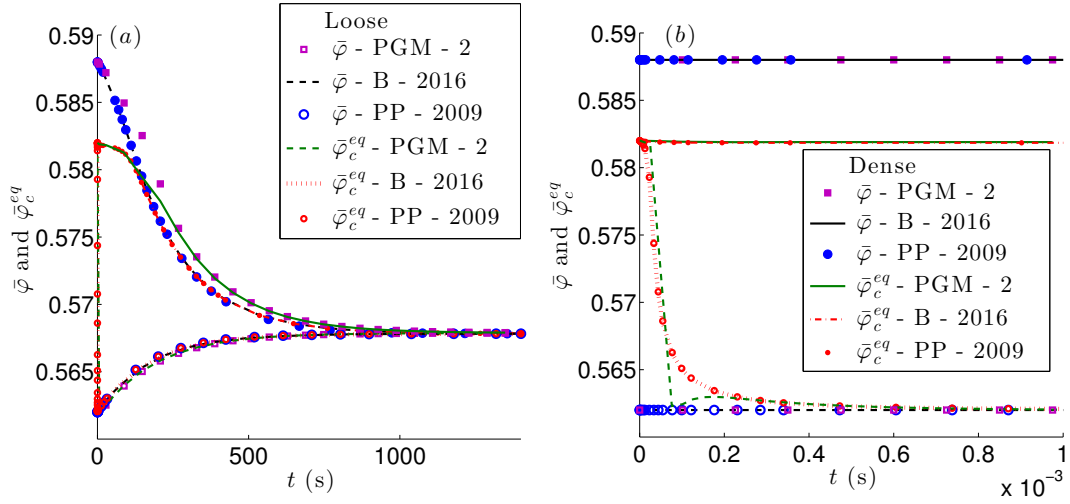 (a)
Loose
φ̄ - PGM - 2
φ̄ - B - 2016
φ̄ - PP - 2009
φ̄_c^{eq} - PGM - 2
φ̄_c^{eq} - B - 2016
φ̄_c^{eq} - PP - 2009
0.59
0.585
0.58
0.575
0.57
0.565
φ̄ and φ̄_c^{eq}
0
500
1000
t (s)
(b)
Dense
φ̄ - PGM - 2
φ̄ - B - 2016
φ̄ - PP - 2009
φ̄_c^{eq} - PGM - 2
φ̄_c^{eq} - B - 2016
φ̄_c^{eq} - PP - 2009
0.59
0.585
0.58
0.575
0.57
0.565
φ̄ and φ̄_c^{eq}
0
0.2
0.4
0.6
0.8
1
t (s)
x 10⁻³